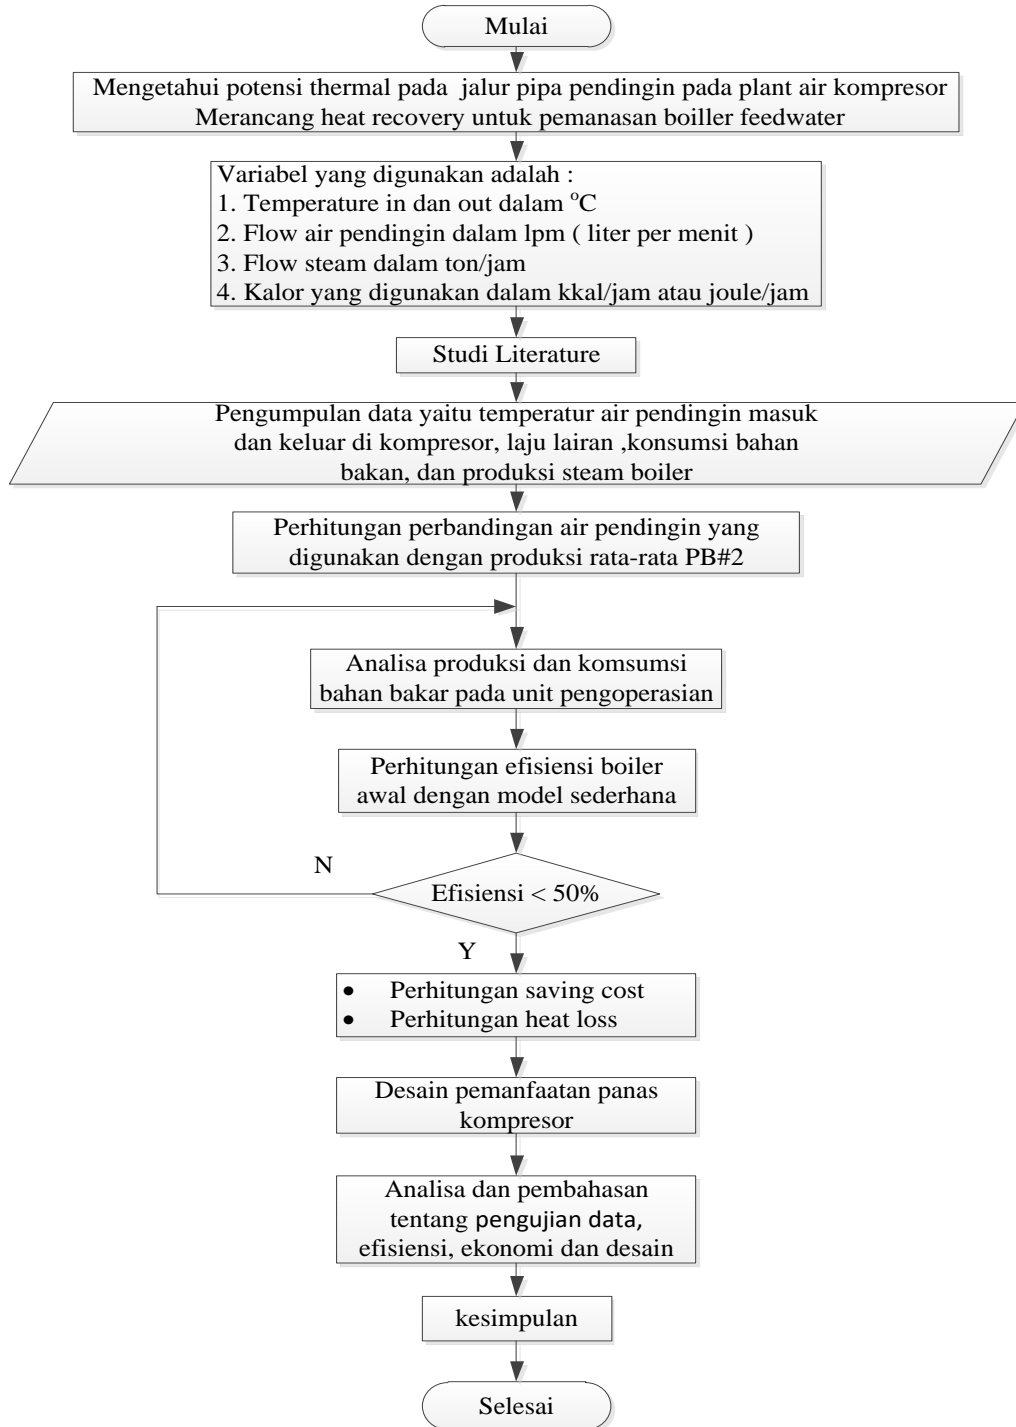 Mulai
Mengetahui potensi thermal pada jalur pipa pendingin pada plant air kompresor
Merancang heat recovery untuk pemanasan boiller feedwater
Variabel yang digunakan adalah :
1. Temperature in dan out dalam °C
2. Flow air pendingin dalam lpm ( liter per menit )
3. Flow steam dalam ton/jam
4. Kalor yang digunakan dalam kkal/jam atau joule/jam
Studi Literature
Pengumpulan data yaitu temperatur air pendingin masuk
dan keluar di kompresor, laju lairan ,konsumsi bahan
bakan, dan produksi steam boiler
Perhitungan perbandingan air pendingin yang
digunakan dengan produksi rata-rata PB#2
Analisa produksi dan komsumsi
bahan bakar pada unit pengoperasian
Perhitungan efisiensi boiler
awal dengan model sederhana
N
Efisiensi < 50%
Y
• Perhitungan saving cost
• Perhitungan heat loss
Desain pemanfaatan panas
kompresor
Analisa dan pembahasan
tentang pengujian data,
efisiensi, ekonomi dan desain
kesimpulan
Selesai